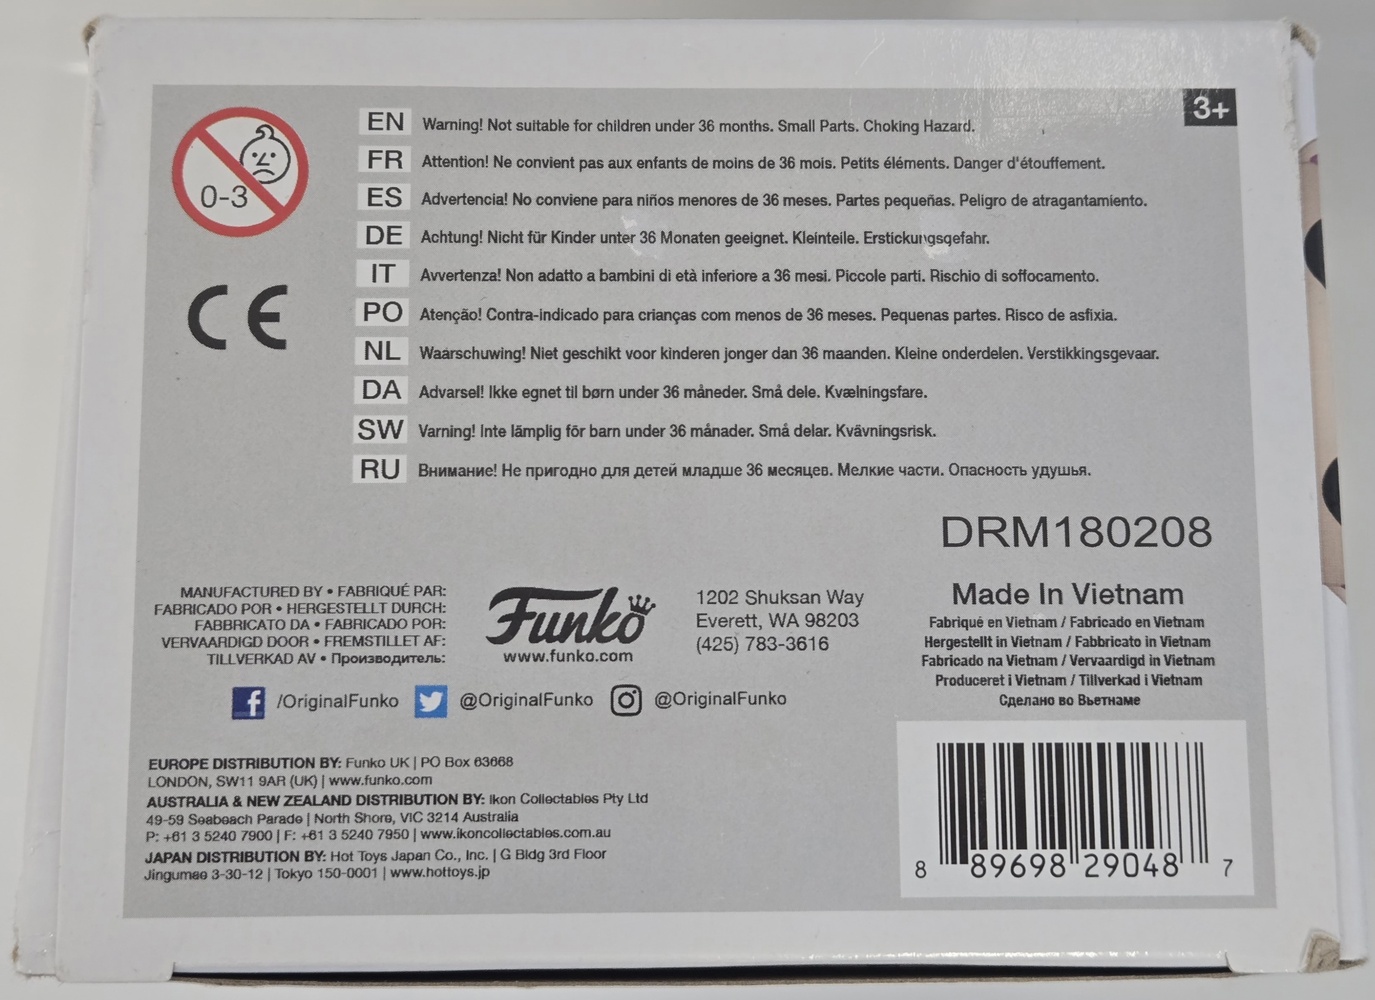 3+
0-3
CE
EN Warning! Not suitable for children under 36 months. Small Parts. Choking Hazard.
FR Attention! Ne convient pas aux enfants de moins de 36 mois. Petits éléments. Danger d'étouffement.
ES Advertencia! No conviene para niños menores de 36 meses. Partes pequeñas. Peligro de atragantamiento.
DE Achtung! Nicht für Kinder unter 36 Monaten geeignet. Kleinteile. Erstickungsgefahr.
IT Avvertenza! Non adatto a bambini di età inferiore a 36 mesi. Piccole parti. Rischio di soffocamento.
PO Atenção! Contra-indicado para crianças com menos de 36 meses. Pequenas partes. Risco de asfixia.
NL Waarschuwing! Niet geschikt voor kinderen jonger dan 36 maanden. Kleine onderdelen. Verstikkingsgevaar.
DA Advarsel! Ikke egnet til børn under 36 måneder. Små dele. Kvælningsfare.
SW Varning! Inte lämplig för barn under 36 månader. Små delar. Kvävningsrisk.
RU Внимание! Не пригодно для детей младше 36 месяцев. Мелкие части. Опасность удушья.
DRM180208
MANUFACTURED BY • FABRIQUÉ PAR:
FABRICADO POR • HERGESTELLT DURCH:
FABBRICATO DA • FABRICADO POR:
VERVAARDIGD DOOR • FREMSTILLET AF:
TILLVERKAD AV • Производитель:
Funko
www.funko.com
1202 Shuksan Way
Everett, WA 98203
(425) 783-3616
Made In Vietnam
Fabriqué en Vietnam / Fabricado en Vietnam
Hergestellt in Vietnam / Fabbricato in Vietnam
Fabricado na Vietnam / Vervaardigd in Vietnam
Produceret i Vietnam / Tillverkad i Vietnam
Сделано во Вьетнаме
f /OriginalFunko @OriginalFunko @OriginalFunko
EUROPE DISTRIBUTION BY: Funko UK | PO Box 63668
LONDON, SW11 9AR (UK) | www.funko.com
AUSTRALIA & NEW ZEALAND DISTRIBUTION BY: Ikon Collectables Pty Ltd
49-59 Seabeach Parade | North Shore, VIC 3214 Australia
P: +61 3 5240 7900 | F: +61 3 5240 7950 | www.ikoncollectables.com.au
JAPAN DISTRIBUTION BY: Hot Toys Japan Co., Inc. | G Bldg 3rd Floor
Jingumae 3-30-12 | Tokyo 150-0001 | www.hottoys.jp
8 89698 29048 7